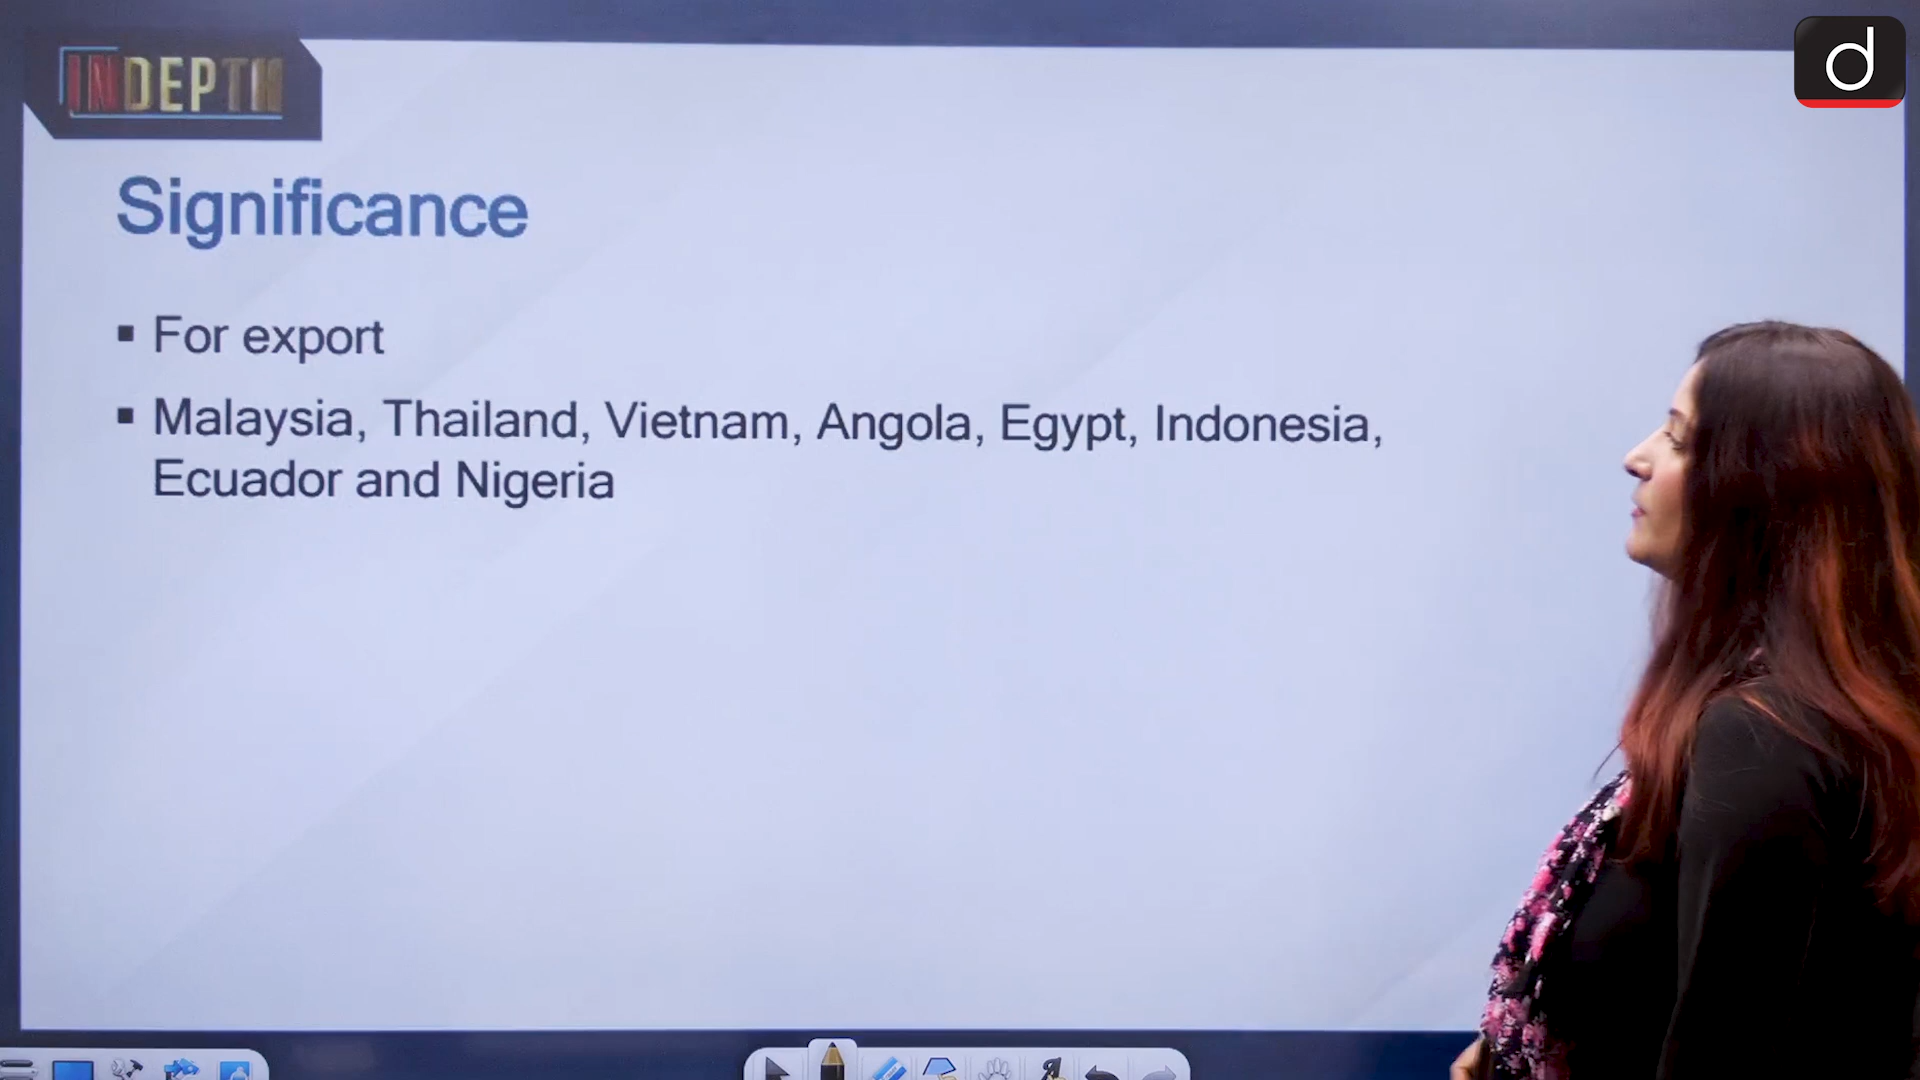 INDEPTH
d
Significance
▪ For export
▪ Malaysia, Thailand, Vietnam, Angola, Egypt, Indonesia,
Ecuador and Nigeria